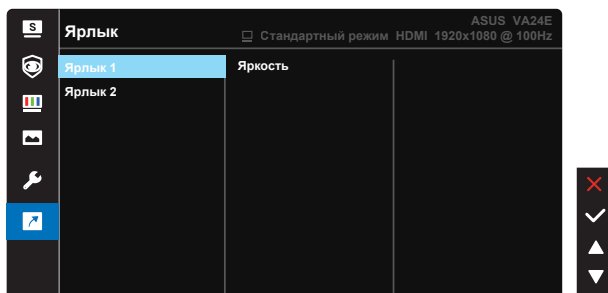 S
Ярлык
ASUS VA24E
Стандартный режим HDMI 1920x1080 @ 100Hz
Ярлык 1
Яркость
Ярлык 2